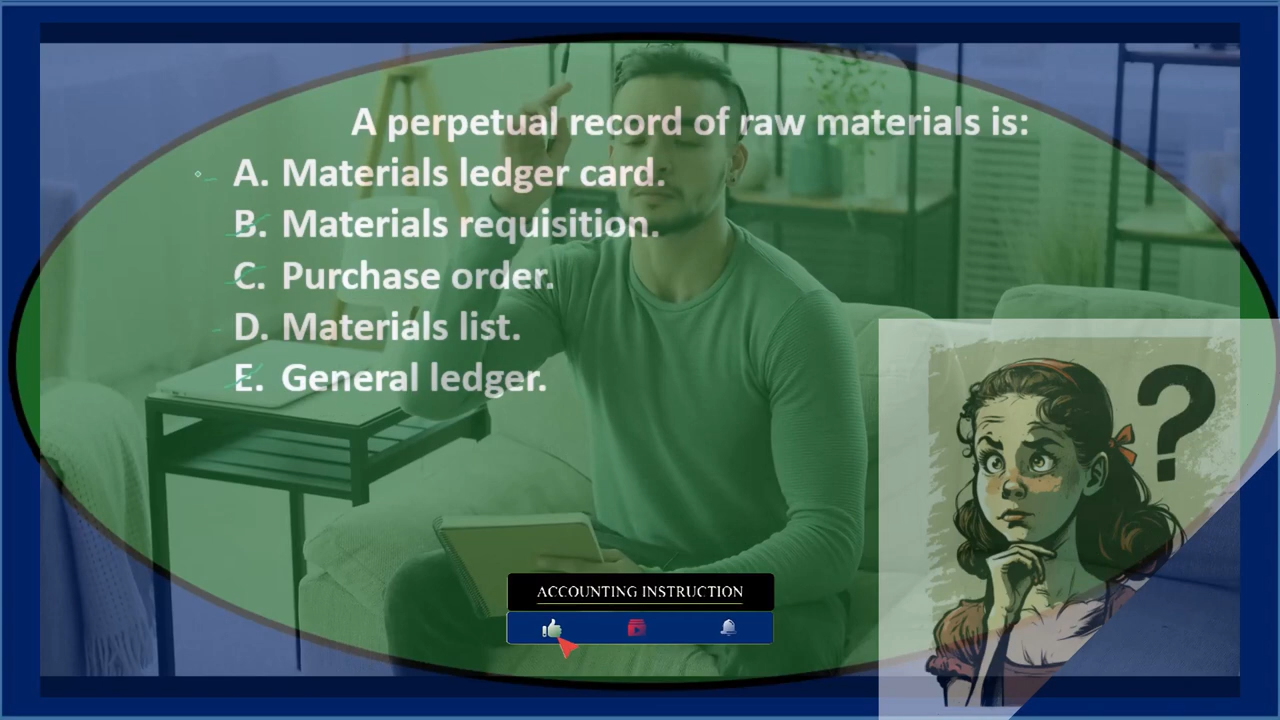 A perpetual record of raw materials is:
A. Materials ledger card.
B. Materials requisition.
C. Purchase order.
D. Materials list.
E. General ledger.
?
ACCOUNTING INSTRUCTION